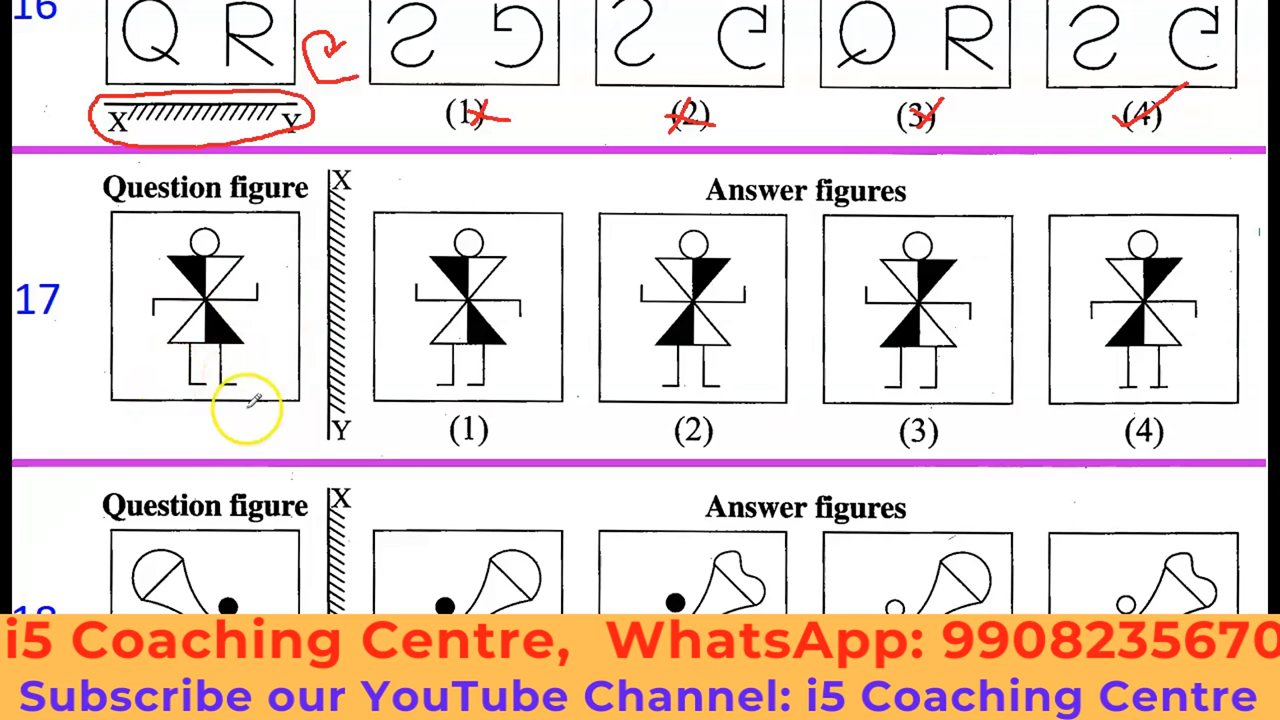 16
Q R
(1) (2) (3) (4)
X Y
Question figure X Answer figures
17
Y (1) (2) (3) (4)
Question figure X Answer figures
i5 Coaching Centre, WhatsApp: 9908235670
Subscribe our YouTube Channel: i5 Coaching Centre